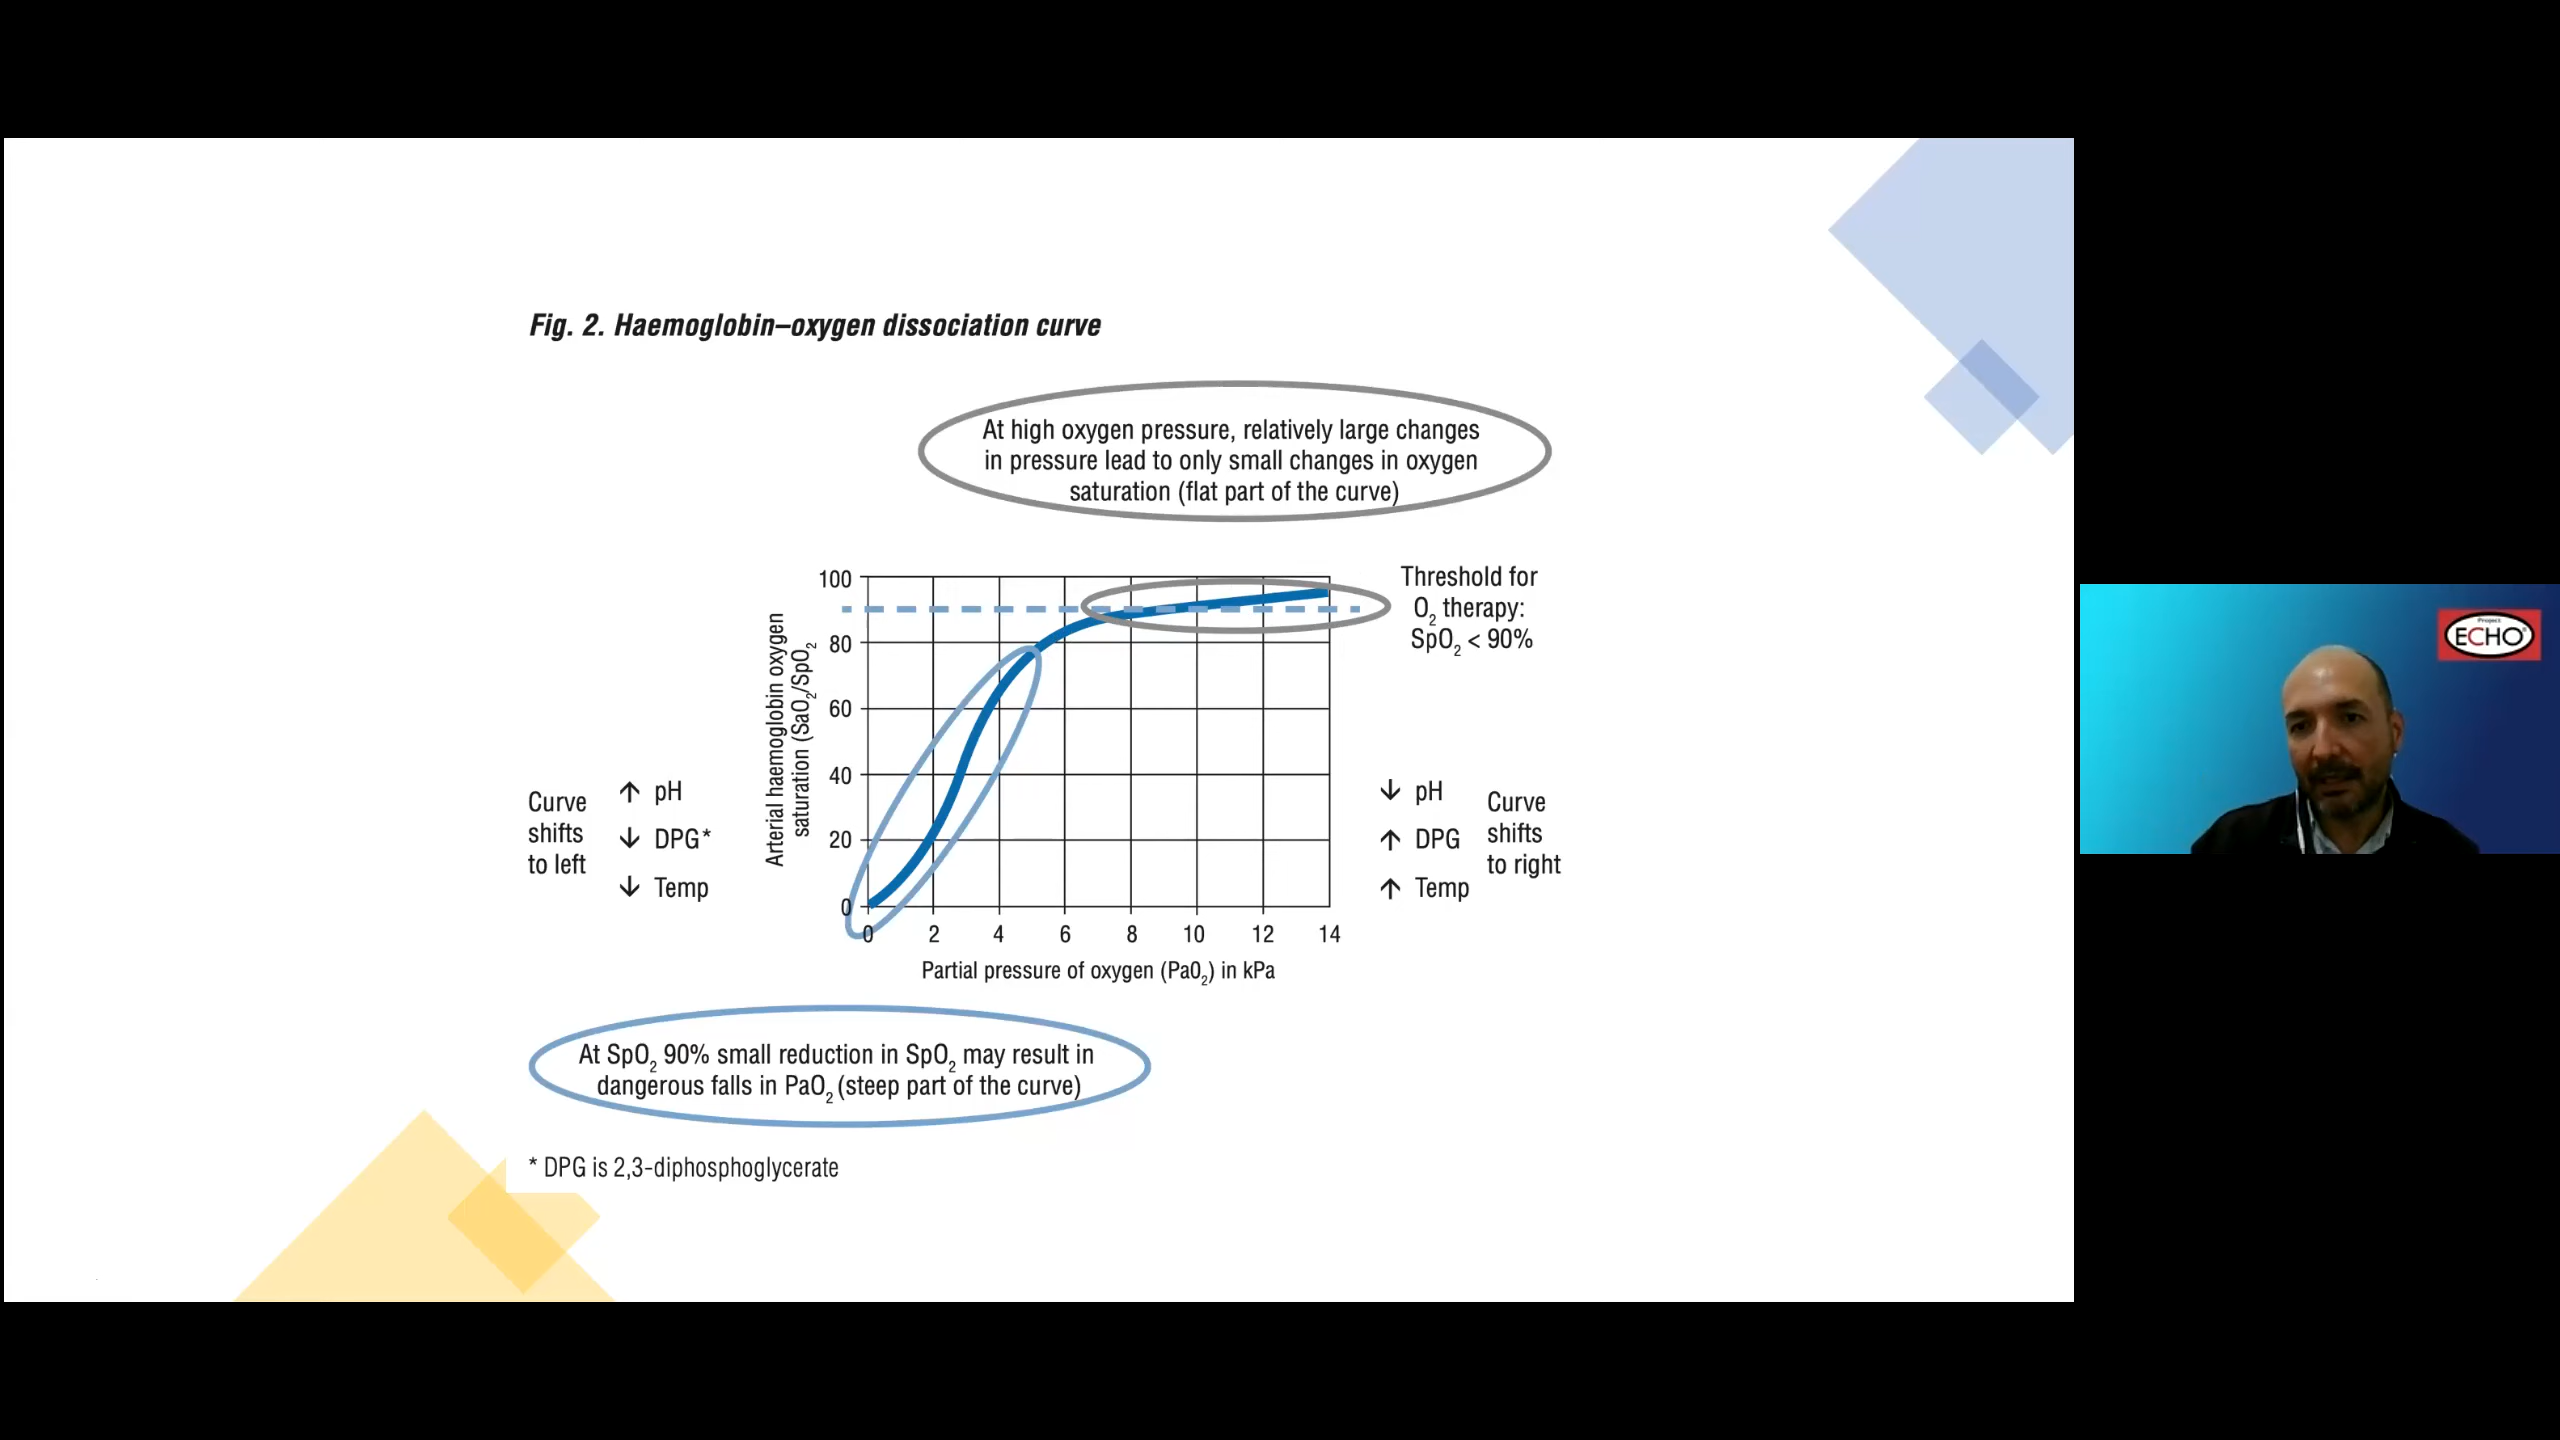 Fig. 2. Haemoglobin–oxygen dissociation curve
At high oxygen pressure, relatively large changes
in pressure lead to only small changes in oxygen
saturation (flat part of the curve)
Threshold for
O₂ therapy:
SpO₂ < 90%
Arterial haemoglobin oxygen
saturation (SaO₂/SpO₂
100
80
60
40
20
0
0 2 4 6 8 10 12 14
Partial pressure of oxygen (PaO₂) in kPa
Curve
shifts
to left
↑ pH
↓ DPG*
↓ Temp
↓ pH
↑ DPG
↑ Temp
Curve
shifts
to right
At SpO₂ 90% small reduction in SpO₂ may result in
dangerous falls in PaO₂ (steep part of the curve)
* DPG is 2,3-diphosphoglycerate
Project
ECHO®